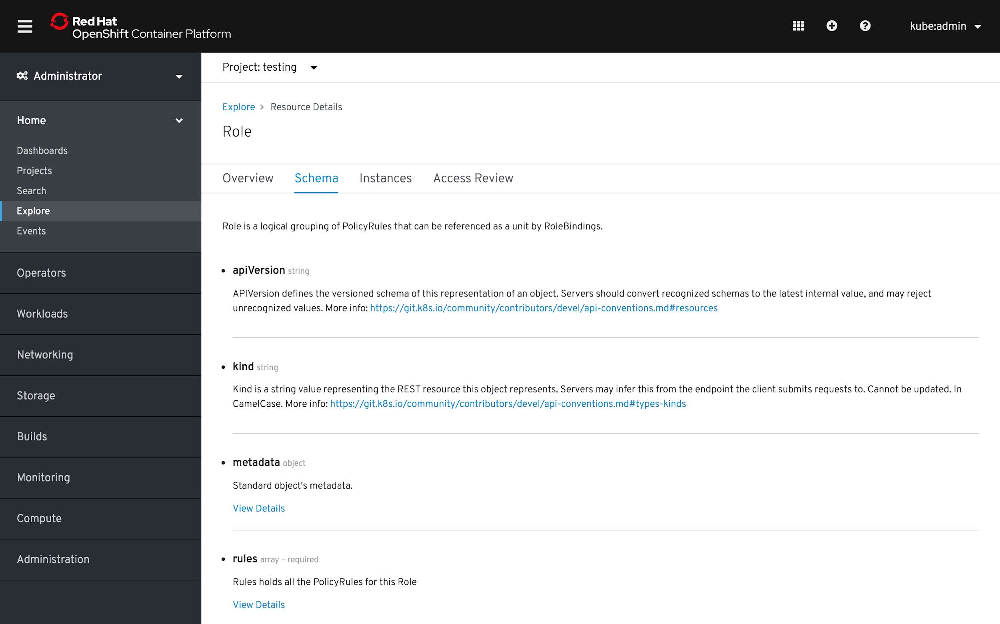 Red Hat
OpenShift Container Platform
kube:admin
Administrator
Home
Dashboards
Projects
Search
Explore
Events
Operators
Workloads
Networking
Storage
Builds
Monitoring
Compute
Administration
Project: testing
Explore > Resource Details
Role
Overview Schema Instances Access Review
Role is a logical grouping of PolicyRules that can be referenced as a unit by RoleBindings.
• apiVersion string
APIVersion defines the versioned schema of this representation of an object. Servers should convert recognized schemas to the latest internal value, and may reject
unrecognized values. More info: https://git.k8s.io/community/contributors/devel/api-conventions.md#resources
• kind string
Kind is a string value representing the REST resource this object represents. Servers may infer this from the endpoint the client submits requests to. Cannot be updated. In
CamelCase. More info: https://git.k8s.io/community/contributors/devel/api-conventions.md#types-kinds
• metadata object
Standard object's metadata.
View Details
• rules array – required
Rules holds all the PolicyRules for this Role
View Details